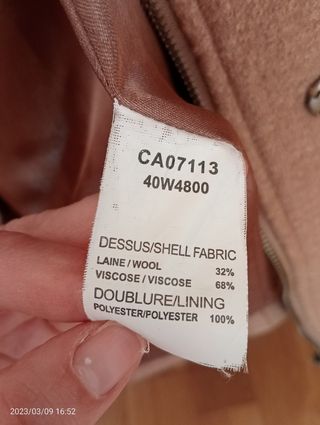 CA07113
40W4800
DESSUS/SHELL FABRIC
LAINE / WOOL 32%
VISCOSE / VISCOSE 68%
DOUBLURE/LINING
POLYESTER/POLYESTER 100%
2023/03/09 16:52